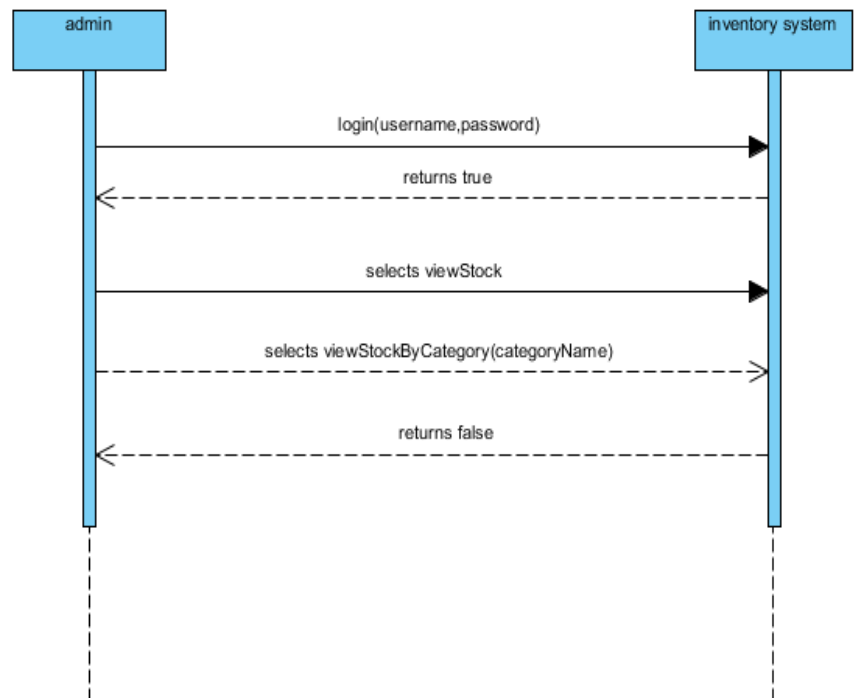 admin
inventory system
login(username,password)
returns true
selects viewStock
selects viewStockByCategory(categoryName)
returns false